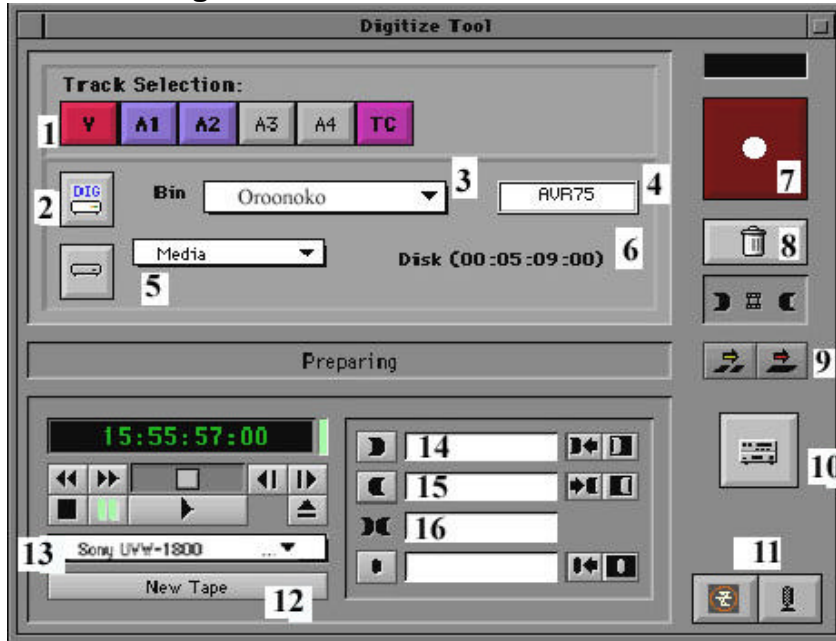 Digitize Tool
Track Selection:
1 V A1 A2 A3 A4 TC
7
2 DIG Bin Oroonoko 3 AVR75 4
8
Media Disk (00:05:09:00) 6
5
Preparing 9
15:55:57:00
14
10
15
16
13 Sony UVW-1800 ...
11
New Tape 12